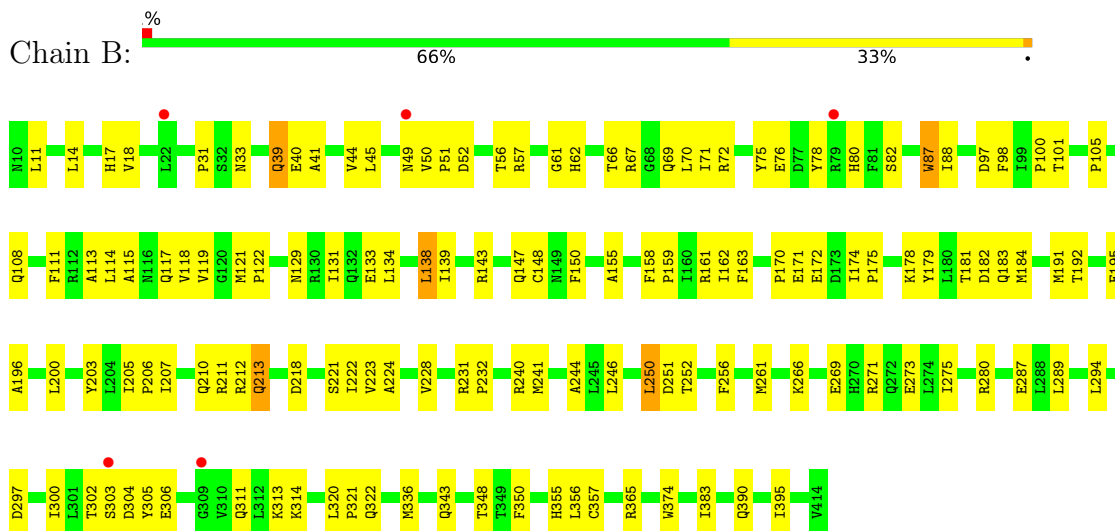 %
Chain B:
66% 33% •
N10 L11 L14 H17 V18 L22 P31 S32 N33 Q39 E40 A41 V44 L45 N49 V50 P51 D52 T56 R57 G61 H62 T66 R67 G68 Q69 L70 I71 R72 Y75 E76 D77 Y78 R79 H80 F81 S82 W87 I88 D97 F98 I99 P100 T101 P105
Q108 F111 R112 A113 L114 A115 N116 Q117 V118 V119 G120 M121 P122 N129 R130 I131 Q132 E133 L134 L138 I139 R143 Q147 C148 N149 F150 A155 F158 P159 I160 R161 I162 F163 P170 E171 E172 D173 I174 P175 K178 Y179 L180 T181 D182 Q183 M184 M191 T192
A196 L200 Y203 L204 I205 P206 I207 Q210 R211 R212 Q213 D218 S221 I222 V223 A224 V228 R231 P232 R240 M241 A244 L245 L246 L250 D251 T252 F256 M261 K266 E269 H270 R271 Q272 E273 L274 I275 R280 E287 L288 L289 L294
D297 I300 L301 T302 S303 D304 Y305 E306 G309 V310 Q311 L312 K313 K314 L320 P321 Q322 M336 Q343 T348 T349 F350 H355 L356 C357 R365 W374 I383 Q390 I395 V414